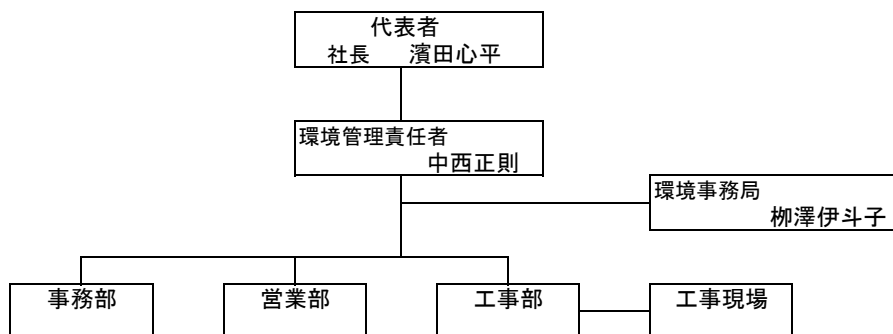 代表者
社長 濱田心平
環境管理責任者
中西正則
環境事務局
栁澤伊斗子
事務部 営業部 工事部 工事現場